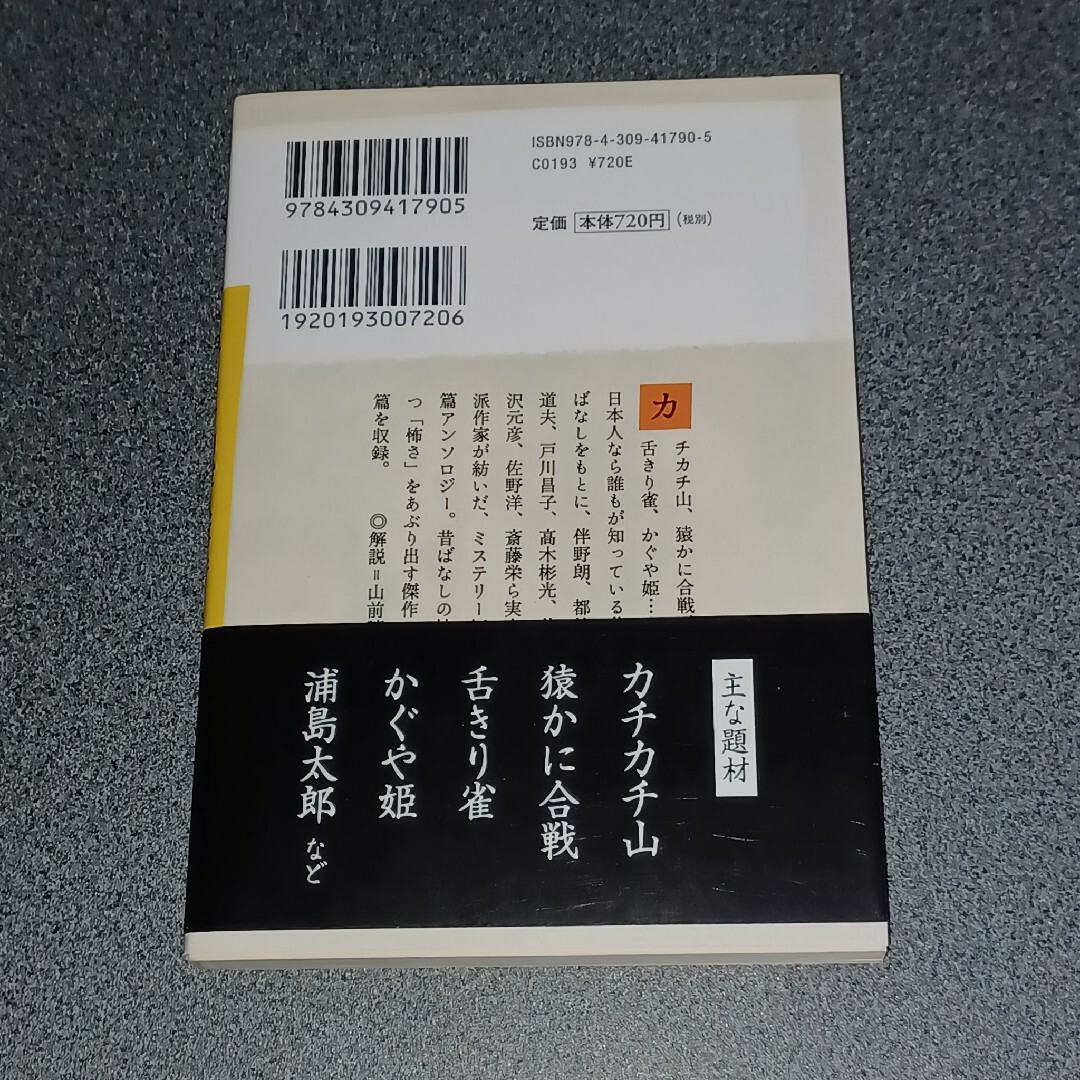 9784309417905
1920193007206
ISBN978-4-309-41790-5
C0193 ¥720E
定価 本体720円 (税別)
カチカチ山、猿かに合戦、
舌きり雀、かぐや姫…
日本人なら誰もが知っている
ばなしをもとに、伴野朗、都
道夫、戸川昌子、高木彬光、
沢元彦、佐野洋、斎藤栄ら実
派作家が紡いだ、ミステリー
篇アンソロジー。昔ばなしの
つ「怖さ」をあぶり出す傑作
篇を収録。 ◎解説=山前
主な題材
カチカチ山
猿かに合戦
舌きり雀
かぐや姫
浦島太郎 など